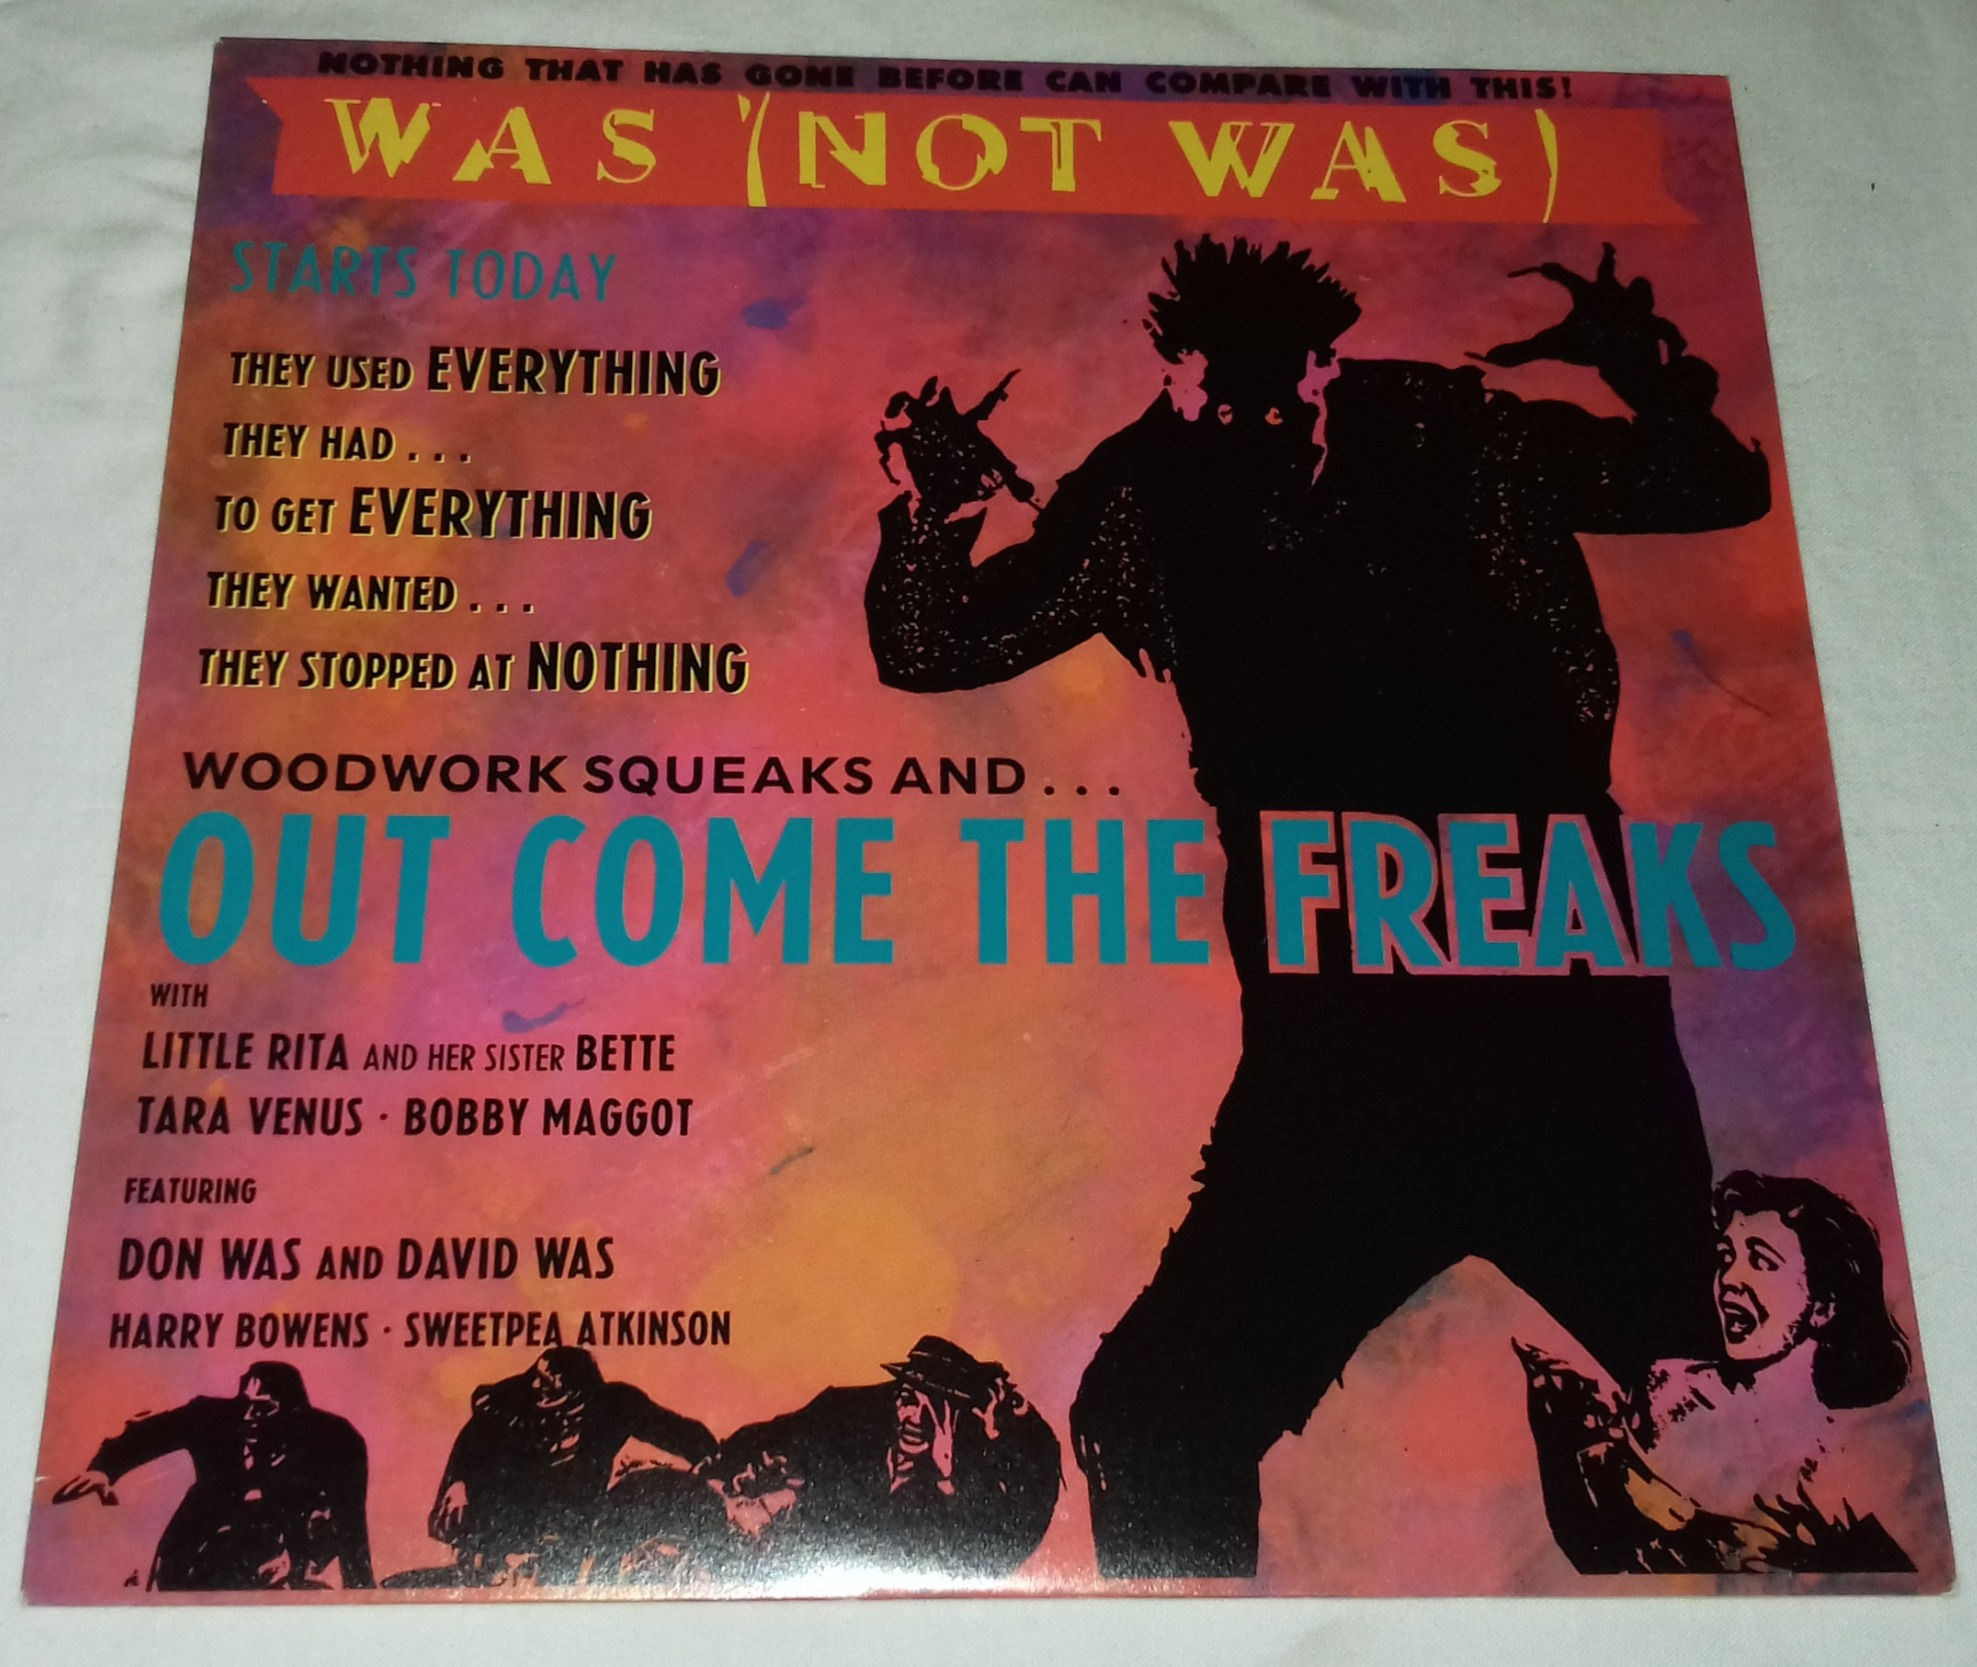 NOTHING THAT HAS GONE BEFORE CAN COMPARE WITH THIS!
WAS (NOT WAS)
STARTS TODAY
THEY USED EVERYTHING
THEY HAD . . .
TO GET EVERYTHING
THEY WANTED . . .
THEY STOPPED AT NOTHING
WOODWORK SQUEAKS AND . . .
OUT COME THE FREAKS
WITH
LITTLE RITA AND HER SISTER BETTE
TARA VENUS · BOBBY MAGGOT
FEATURING
DON WAS AND DAVID WAS
HARRY BOWENS · SWEETPEA ATKINSON